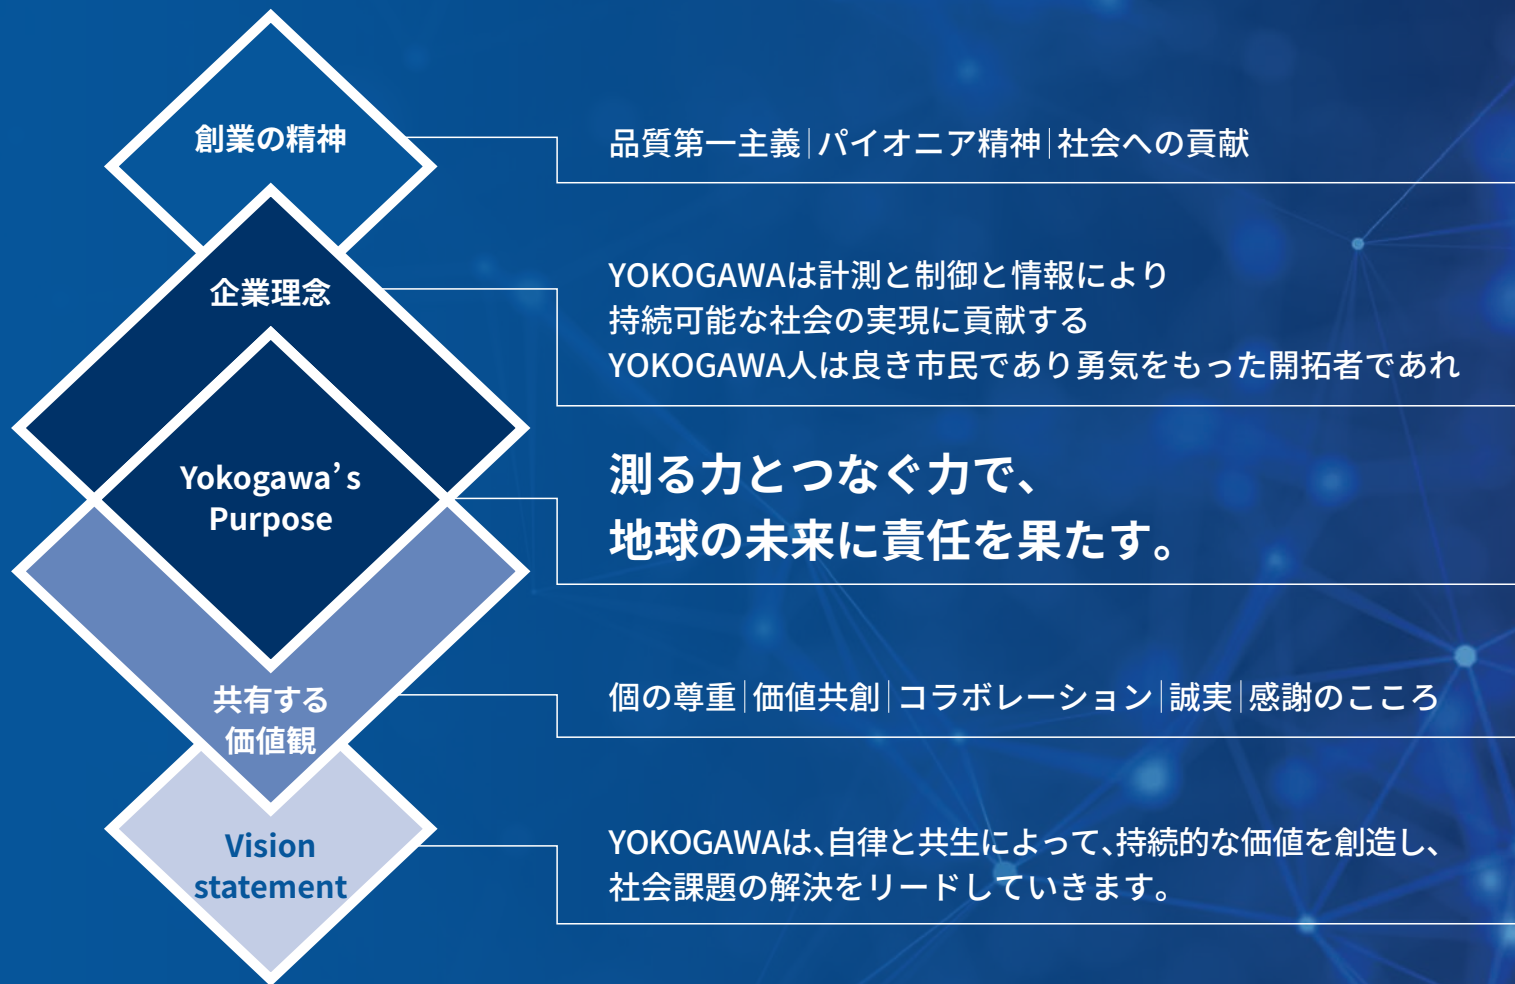 創業の精神
品質第一主義|パイオニア精神|社会への貢献
企業理念
YOKOGAWAは計測と制御と情報により
持続可能な社会の実現に貢献する
YOKOGAWA人は良き市民であり勇気をもった開拓者であれ
Yokogawa’s
Purpose
測る力とつなぐ力で、
地球の未来に責任を果たす。
共有する
価値観
個の尊重|価値共創|コラボレーション|誠実|感謝のこころ
Vision
statement
YOKOGAWAは、自律と共生によって、持続的な価値を創造し、
社会課題の解決をリードしていきます。